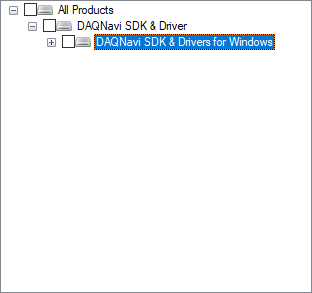 All Products
DAQNavi SDK & Driver
DAQNavi SDK & Drivers for Windows